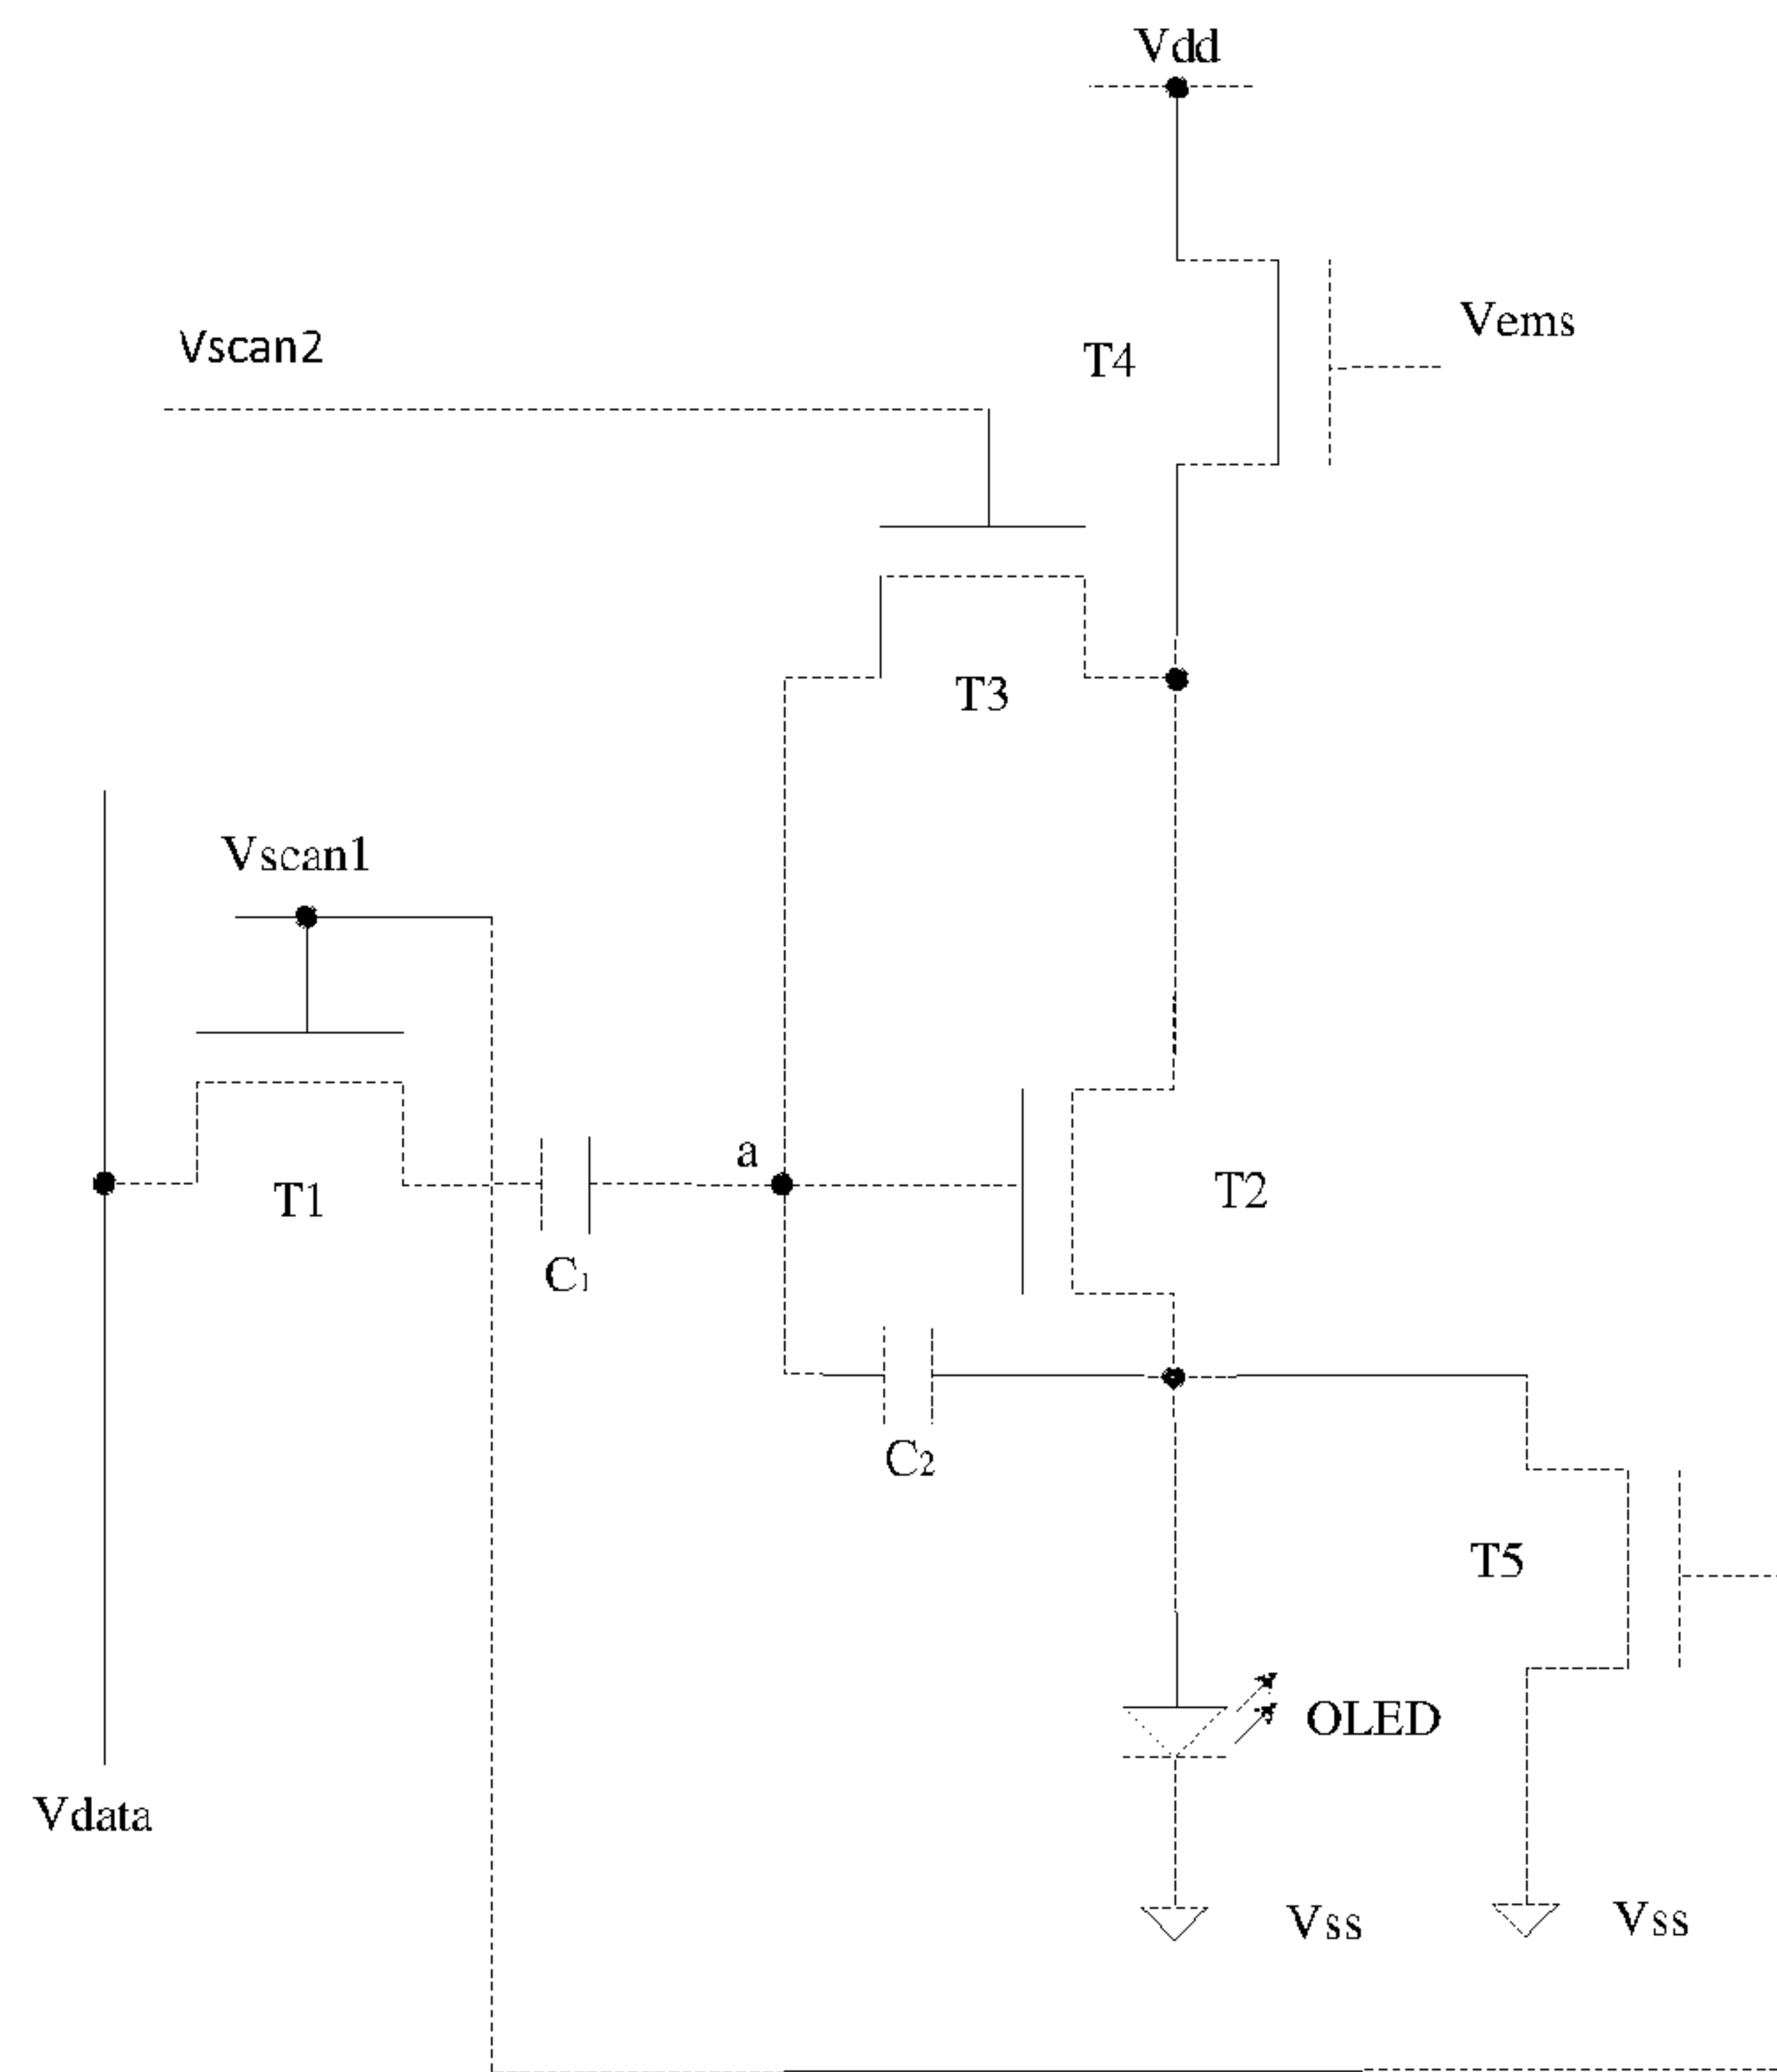 Vdd
Vems
Vscan2
T4
T3
Vscan1
a
T1
T2
C1
C2
T5
OLED
Vdata
Vss
Vss